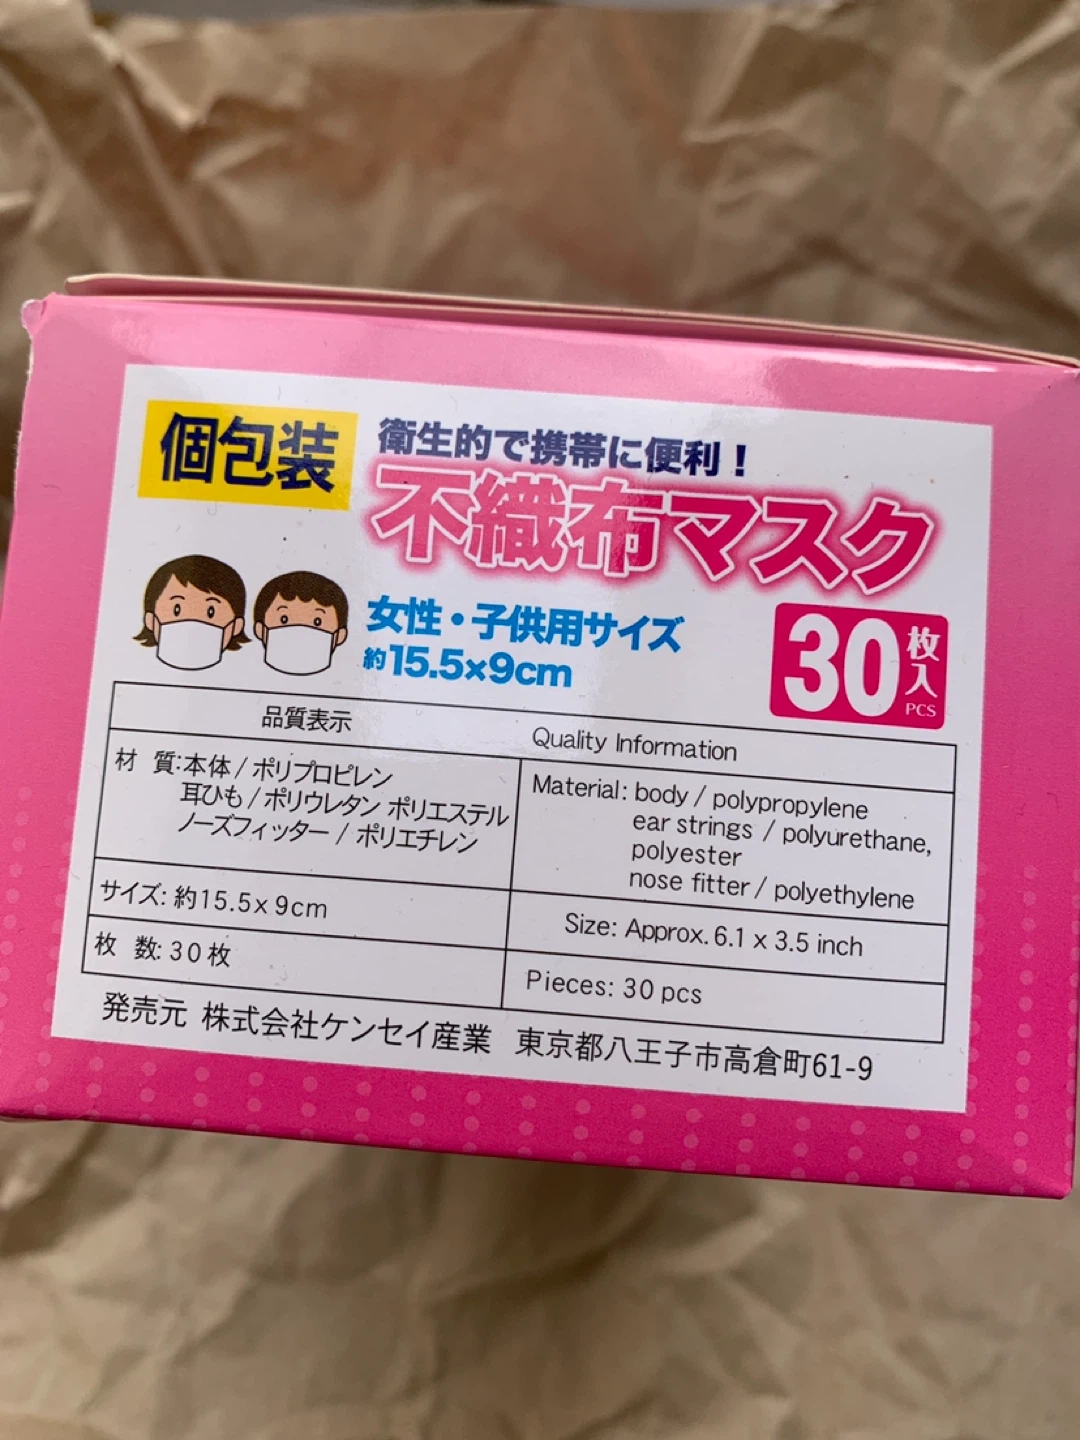 個包装
衛生的で携帯に便利！
不織布マスク
女性・子供用サイズ
約15.5×9cm
30枚入
PCS
品質表示
Quality Information
材 質:本体 / ポリプロピレン
耳ひも / ポリウレタン ポリエステル
ノーズフィッター / ポリエチレン
Material: body / polypropylene
ear strings / polyurethane,
polyester
nose fitter / polyethylene
サイズ: 約15.5x 9cm
Size: Approx. 6.1 x 3.5 inch
枚 数: 30枚
Pieces: 30 pcs
発売元 株式会社ケンセイ産業 東京都八王子市高倉町61-9